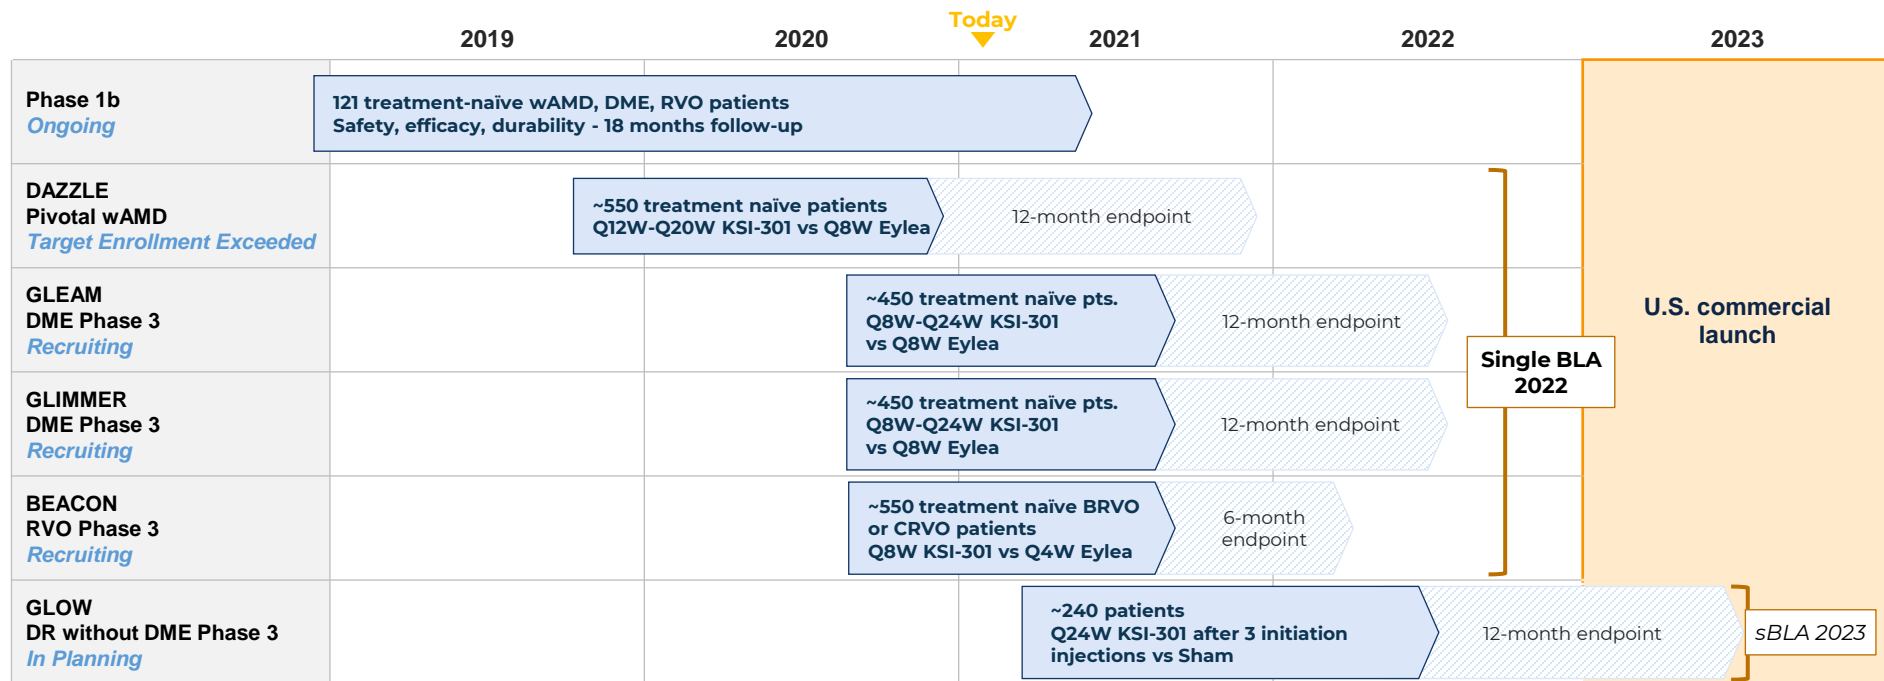 Today
2019 2020 2021 2022 2023
Phase 1b
Ongoing
121 treatment-naïve wAMD, DME, RVO patients
Safety, efficacy, durability - 18 months follow-up
DAZZLE
Pivotal wAMD
Target Enrollment Exceeded
~550 treatment naïve patients
Q12W-Q20W KSI-301 vs Q8W Eylea
12-month endpoint
GLEAM
DME Phase 3
Recruiting
~450 treatment naïve pts.
Q8W-Q24W KSI-301
vs Q8W Eylea
12-month endpoint
GLIMMER
DME Phase 3
Recruiting
~450 treatment naïve pts.
Q8W-Q24W KSI-301
vs Q8W Eylea
12-month endpoint
BEACON
RVO Phase 3
Recruiting
~550 treatment naïve BRVO
or CRVO patients
Q8W KSI-301 vs Q4W Eylea
6-month
endpoint
Single BLA
2022
U.S. commercial
launch
GLOW
DR without DME Phase 3
In Planning
~240 patients
Q24W KSI-301 after 3 initiation
injections vs Sham
12-month endpoint
sBLA 2023